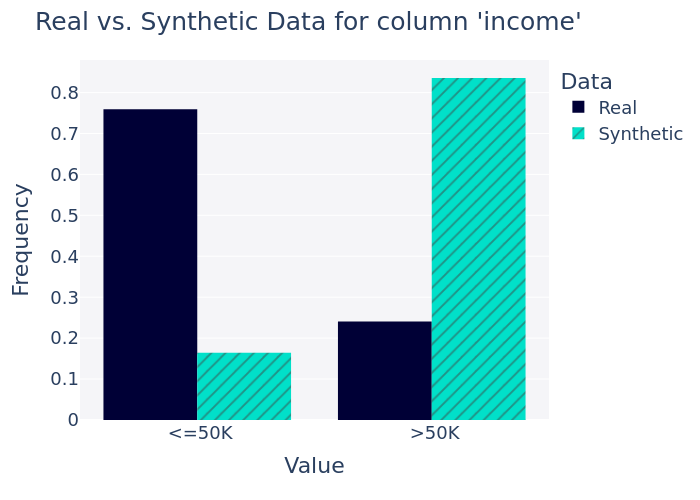 Real vs. Synthetic Data for column 'income'
Data
Real
Synthetic
Frequency
0.8
0.7
0.6
0.5
0.4
0.3
0.2
0.1
0
<=50K
>50K
Value